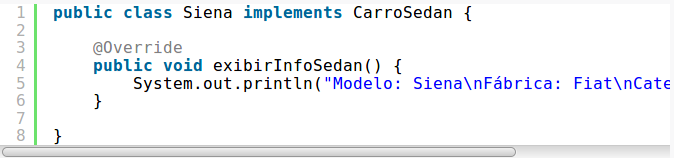 1 public class Siena implements CarroSedan {
2
3 @Override
4 public void exibirInfoSedan() {
5 System.out.println("Modelo: Siena\nFábrica: Fiat\nCate
6 }
7
8 }